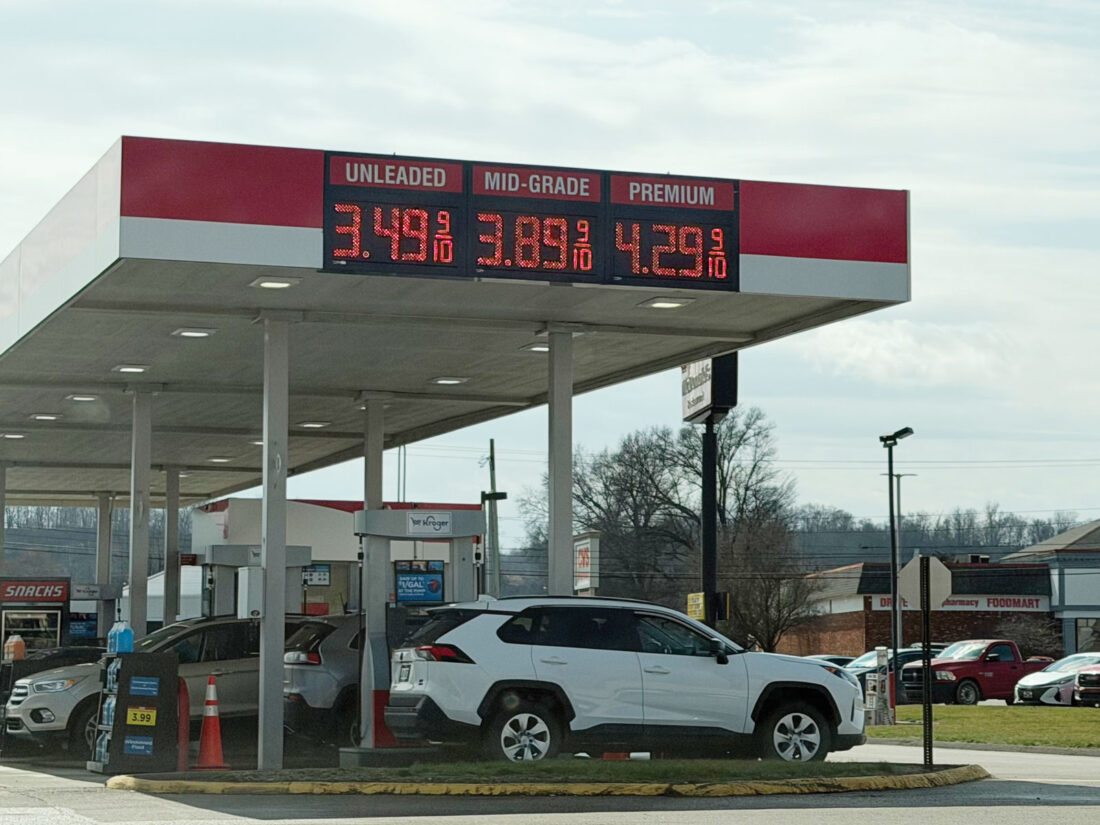 UNLEADED
MID-GRADE
PREMIUM
3.49 9/10
3.89 9/10
4.29 9/10
McDonald's
Kroger
SNACKS
3.99
Pharmacy FOODMART